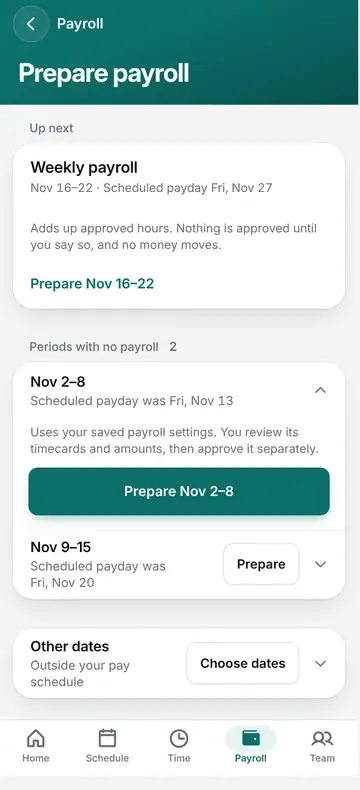 Payroll
Prepare payroll
Up next
Weekly payroll
Nov 16–22 · Scheduled payday Fri, Nov 27
Adds up approved hours. Nothing is approved until
you say so, and no money moves.
Prepare Nov 16–22
Periods with no payroll 2
Nov 2–8
Scheduled payday was Fri, Nov 13
Uses your saved payroll settings. You review its
timecards and amounts, then approve it separately.
Prepare Nov 2–8
Nov 9–15
Scheduled payday was
Fri, Nov 20
Prepare
Other dates
Outside your pay
schedule
Choose dates
Home
Schedule
Time
Payroll
Team